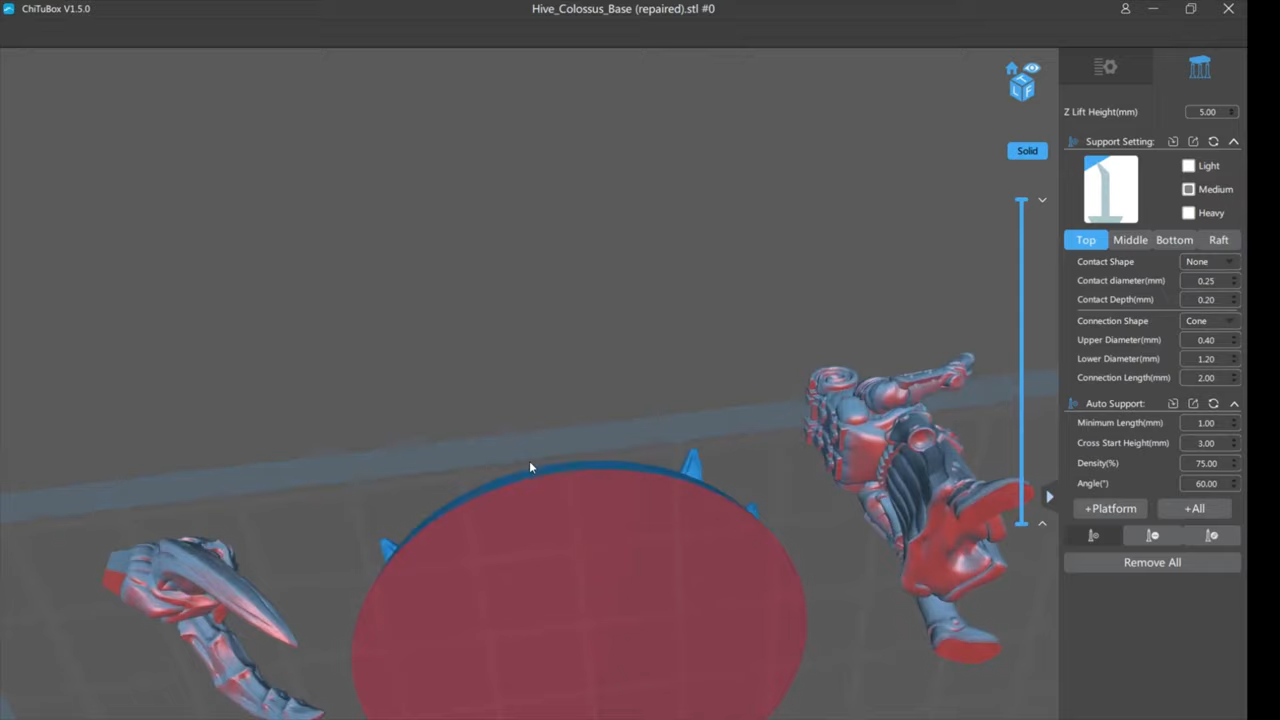 ChiTuBox V1.5.0
Hive_Colossus_Base (repaired).stl #0
Z Lift Height(mm) 5.00
Support Setting:
Light
Medium
Heavy
Top Middle Bottom Raft
Contact Shape None
Contact diameter(mm) 0.25
Contact Depth(mm) 0.20
Connection Shape Cone
Upper Diameter(mm) 0.40
Lower Diameter(mm) 1.20
Connection Length(mm) 2.00
Auto Support:
Minimum Length(mm) 1.00
Cross Start Height(mm) 3.00
Density(%) 75.00
Angle(°) 60.00
+Platform +All
Remove All
T
L F
Solid